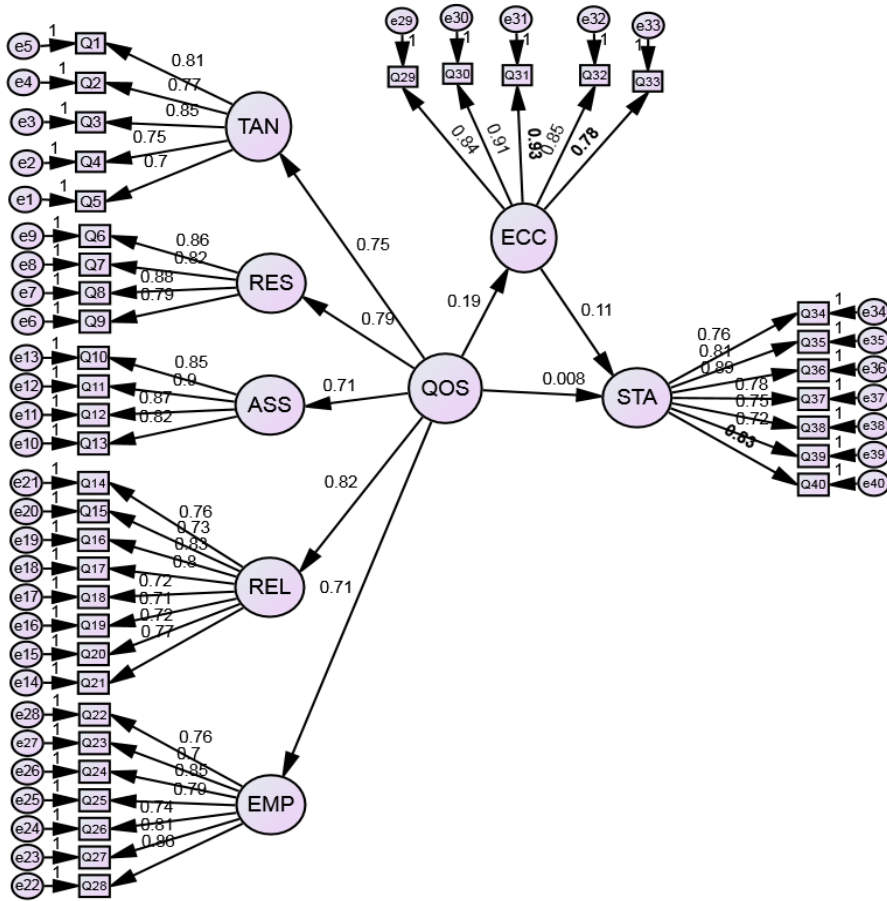 e5 1 Q1 0.81
e4 1 Q2 0.77
e3 1 Q3 0.85
e2 1 Q4 0.75
e1 1 Q5 0.7
TAN
0.75
e9 1 Q6 0.86
e8 1 Q7 0.82
e7 1 Q8 0.88
e6 1 Q9 0.79
RES
0.79
e13 1 Q10 0.85
e12 1 Q11 0.9
e11 1 Q12 0.87
e10 1 Q13 0.82
ASS
0.71
e21 1 Q14 0.76
e20 1 Q15 0.73
e19 1 Q16 0.83
e18 1 Q17 0.8
e17 1 Q18 0.72
e16 1 Q19 0.71
e15 1 Q20 0.72
e14 1 Q21 0.77
REL
0.82
e28 1 Q22 0.76
e27 1 Q23 0.7
e26 1 Q24 0.85
e25 1 Q25 0.79
e24 1 Q26 0.74
e23 1 Q27 0.81
e22 1 Q28 0.86
EMP
0.71
QOS
e29 e30 e31 e32 e33
1 1 1 1 1
Q29 Q30 Q31 Q32 Q33
0.84 0.91 0.93 0.85 0.78
ECC
0.19
0.11
0.008
STA
0.76 Q34 1 e34
0.81 Q35 1 e35
0.89 Q36 1 e36
0.78 Q37 1 e37
0.75 Q38 1 e38
0.72 Q39 1 e39
0.83 Q40 1 e40